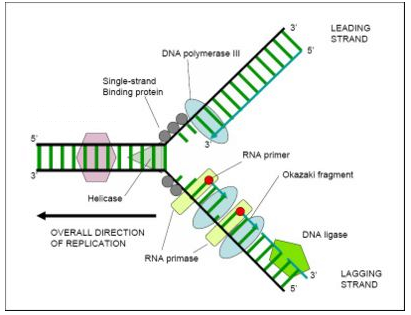 3'
LEADING
STRAND
5'
DNA polymerase III
Single-strand
Binding protein
3'
5'
3'
Helicase
RNA primer
Okazaki fragment
OVERALL DIRECTION
OF REPLICATION
RNA primase
DNA ligase
3'
LAGGING
STRAND
5'